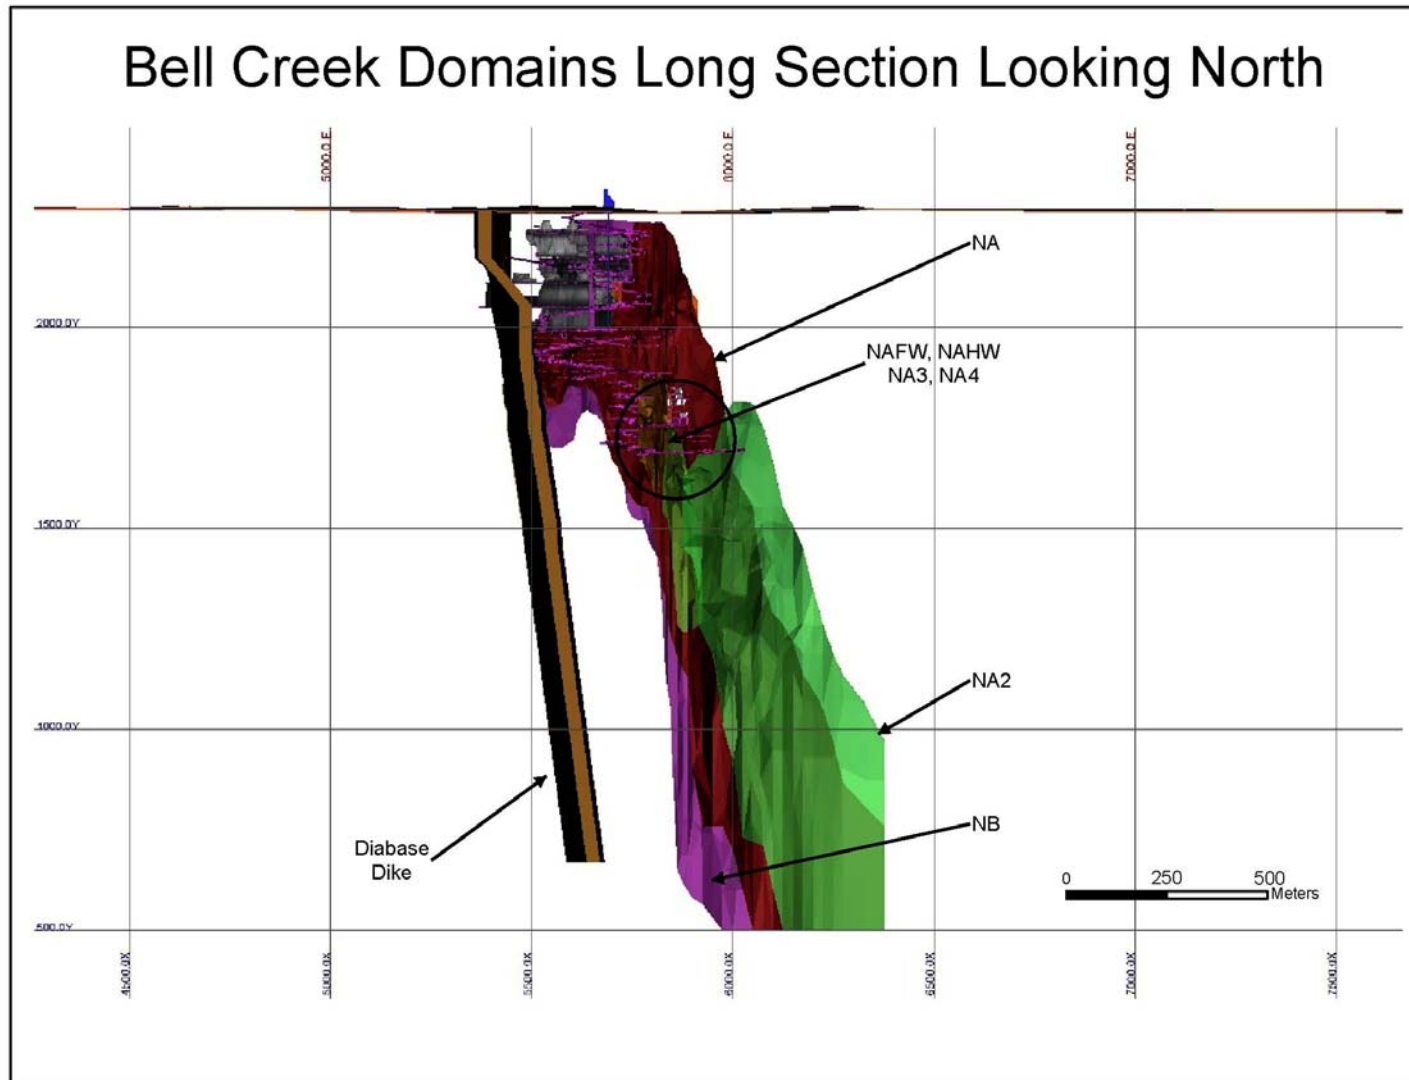 Bell Creek Domains Long Section Looking North
5000.0 E
6000.0 E
7000.0 E
NA
2000.0Y
NAFW, NAHW
NA3, NA4
1500.0Y
NA2
1000.0Y
NB
Diabase
Dike
0 250 500
Meters
500.0Y
4500.0X 5000.0X 5500.0X 6000.0X 6500.0X 7000.0X 7500.0X